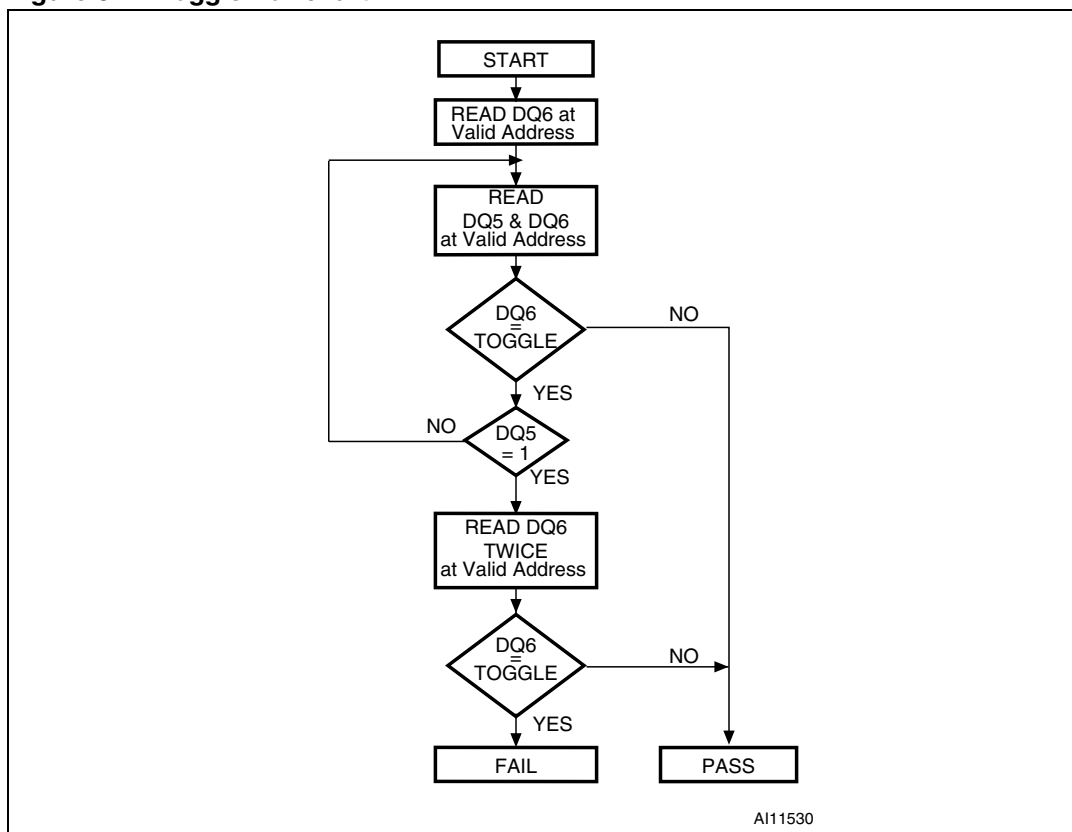 START
READ DQ6 at
Valid Address
READ
DQ5 & DQ6
at Valid Address
DQ6
=
TOGGLE
NO
YES
NO
DQ5
= 1
YES
READ DQ6
TWICE
at Valid Address
DQ6
=
TOGGLE
NO
YES
FAIL
PASS
AI11530